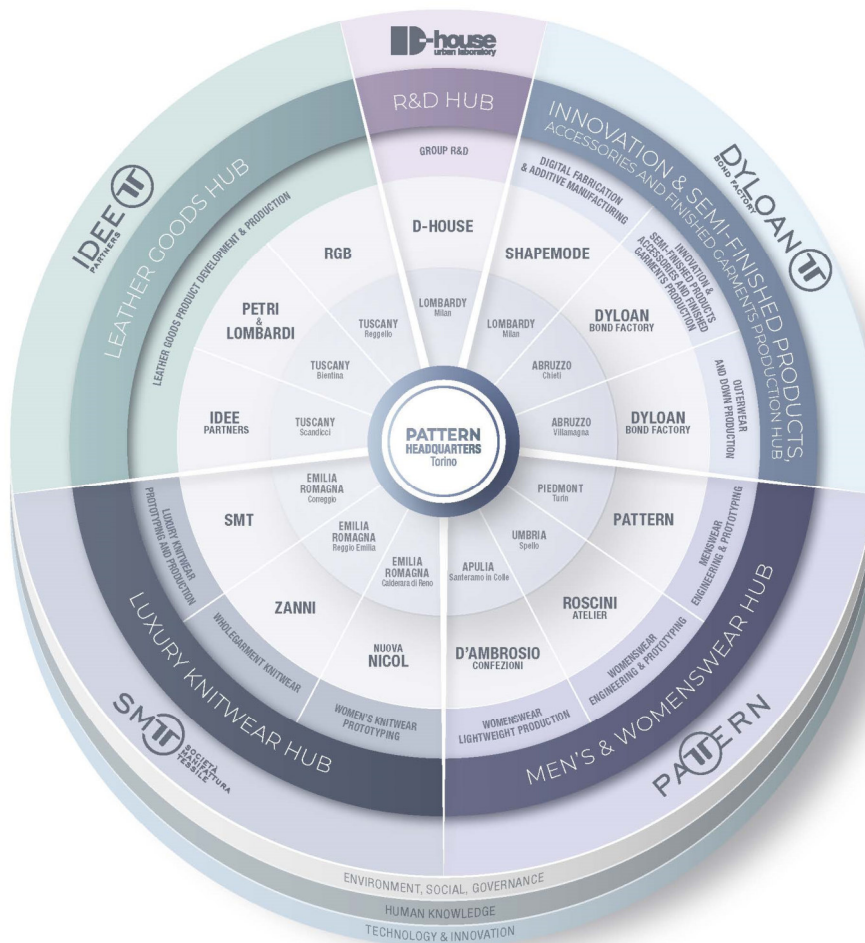 D-house
urban laboratory
R&D HUB
GROUP R&D
D-HOUSE
LOMBARDY
Milan
DYLOAN
BOND FACTORY
INNOVATION & SEMI-FINISHED PRODUCTS,
ACCESSORIES AND FINISHED GARMENTS PRODUCTION HUB
DIGITAL FABRICATION
& ADDITIVE MANUFACTURING
SHAPEMODE
LOMBARDY
Milan
INNOVATION &
SEMI-FINISHED PRODUCTS
ACCESSORIES AND FINISHED
GARMENTS PRODUCTION
DYLOAN
BOND FACTORY
ABRUZZO
Chieti
OUTERWEAR
AND DOWN PRODUCTION
DYLOAN
BOND FACTORY
ABRUZZO
Villamagna
PATTERN
MEN'S & WOMENSWEAR HUB
MENSWEAR
ENGINEERING & PROTOTYPING
PATTERN
PIEDMONT
Turin
WOMENSWEAR
ENGINEERING & PROTOTYPING
ROSCINI
ATELIER
UMBRIA
Spello
WOMENSWEAR
LIGHTWEIGHT PRODUCTION
D'AMBROSIO
CONFEZIONI
APULIA
Santeramo in Colle
SMT
SOCIETÀ
MANIFATTURA
TESSILE
LUXURY KNITWEAR HUB
WOMEN'S KNITWEAR
PROTOTYPING
NUOVA
NICOL
EMILIA
ROMAGNA
Calderara di Reno
WHOLEGARMENT KNITWEAR
ZANNI
EMILIA
ROMAGNA
Reggio Emilia
LUXURY KNITWEAR
PROTOTYPING AND PRODUCTION
SMT
EMILIA
ROMAGNA
Correggio
IDEE
PARTNERS
LEATHER GOODS HUB
LEATHER GOODS PRODUCT DEVELOPMENT & PRODUCTION
IDEE
PARTNERS
TUSCANY
Scandicci
PETRI
&
LOMBARDI
TUSCANY
Bientina
RGB
TUSCANY
Reggello
PATTERN
HEADQUARTERS
Torino
ENVIRONMENT, SOCIAL, GOVERNANCE
HUMAN KNOWLEDGE
TECHNOLOGY & INNOVATION